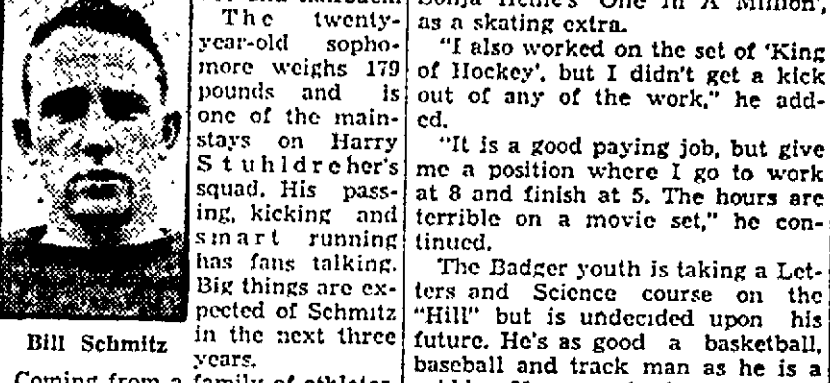 The twenty-
year-old sopho-
more weighs 179
pounds and is
one of the main-
stays on Harry
Stuhldreher's
squad. His pass-
ing, kicking and
smart running
has fans talking.
Big things are ex-
pected of Schmitz
in the next three
years.
Bill Schmitz
Coming from a family of athletes,
Sonja Henie's 'One In A Million',
as a skating extra.
"I also worked on the set of 'King
of Hockey', but I didn't get a kick
out of any of the work," he add-
ed.
"It is a good paying job, but give
me a position where I go to work
at 8 and finish at 5. The hours are
terrible on a movie set," he con-
tinued.
The Badger youth is taking a Let-
ters and Science course on the
"Hill" but is undecided upon his
future. He's as good a basketball,
baseball and track man as he is a